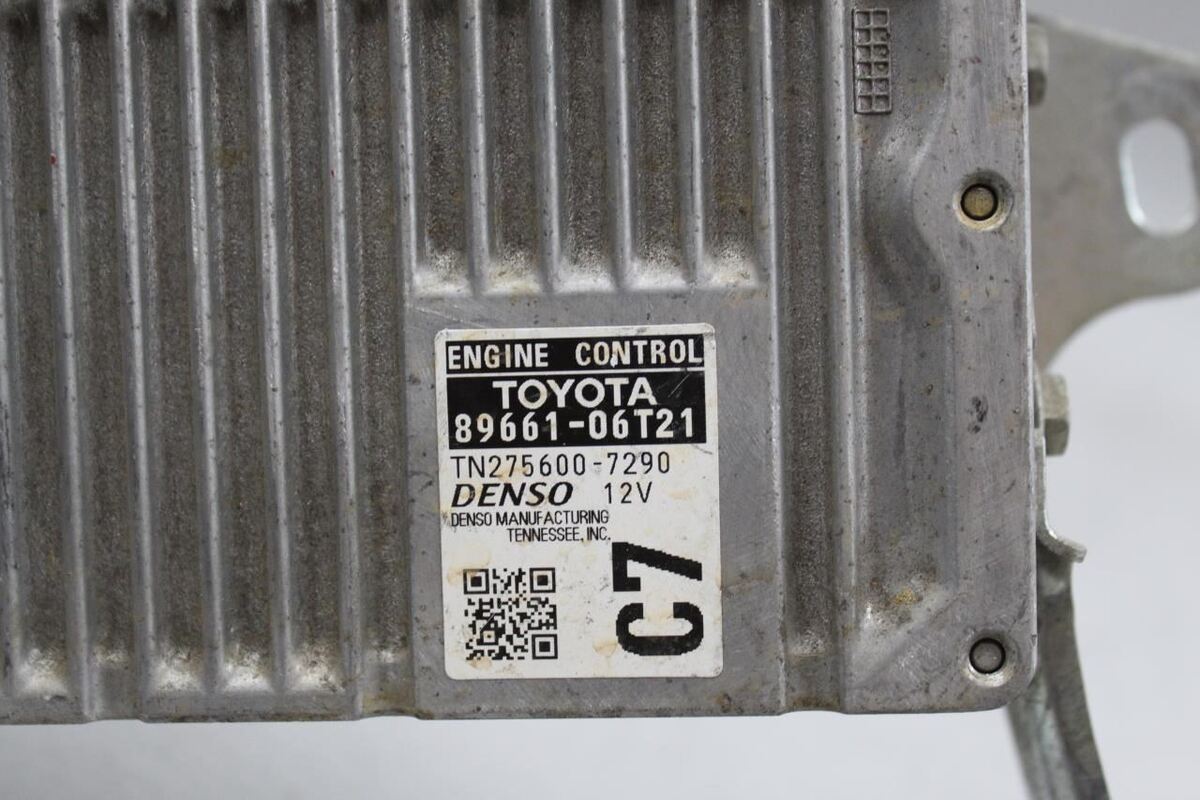 ENGINE CONTROL
TOYOTA
89661-06T21
TN275600-7290
DENSO 12V
DENSO MANUFACTURING
TENNESSEE, INC.
C7